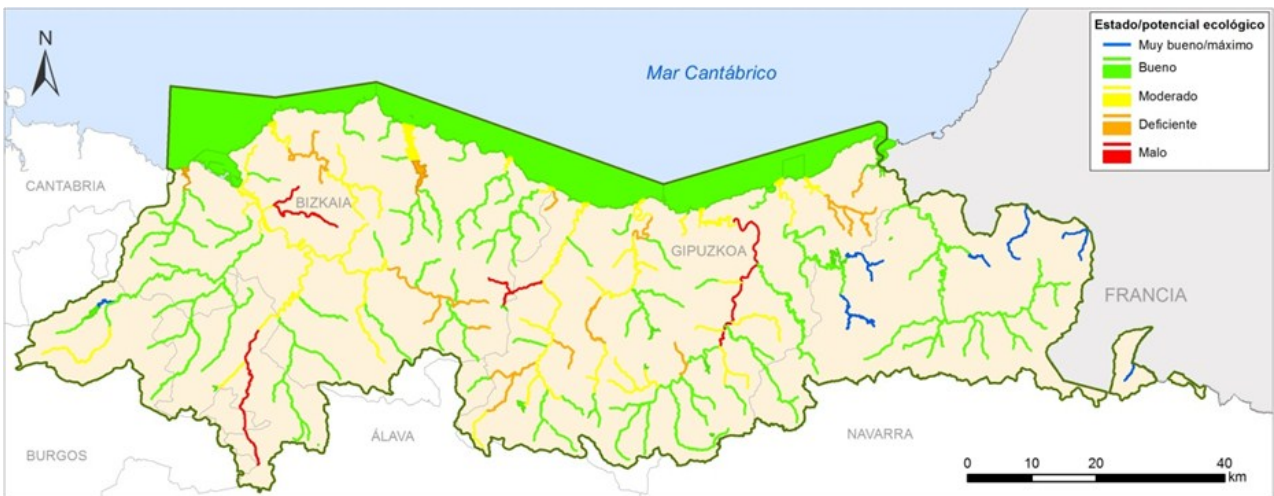 Estado/potencial ecológico
Muy bueno/máximo
Bueno
Moderado
Deficiente
Malo
N
Mar Cantábrico
CANTABRIA
BIZKAIA
GIPUZKOA
FRANCIA
NAVARRA
ÁLAVA
BURGOS
0 10 20 40
km